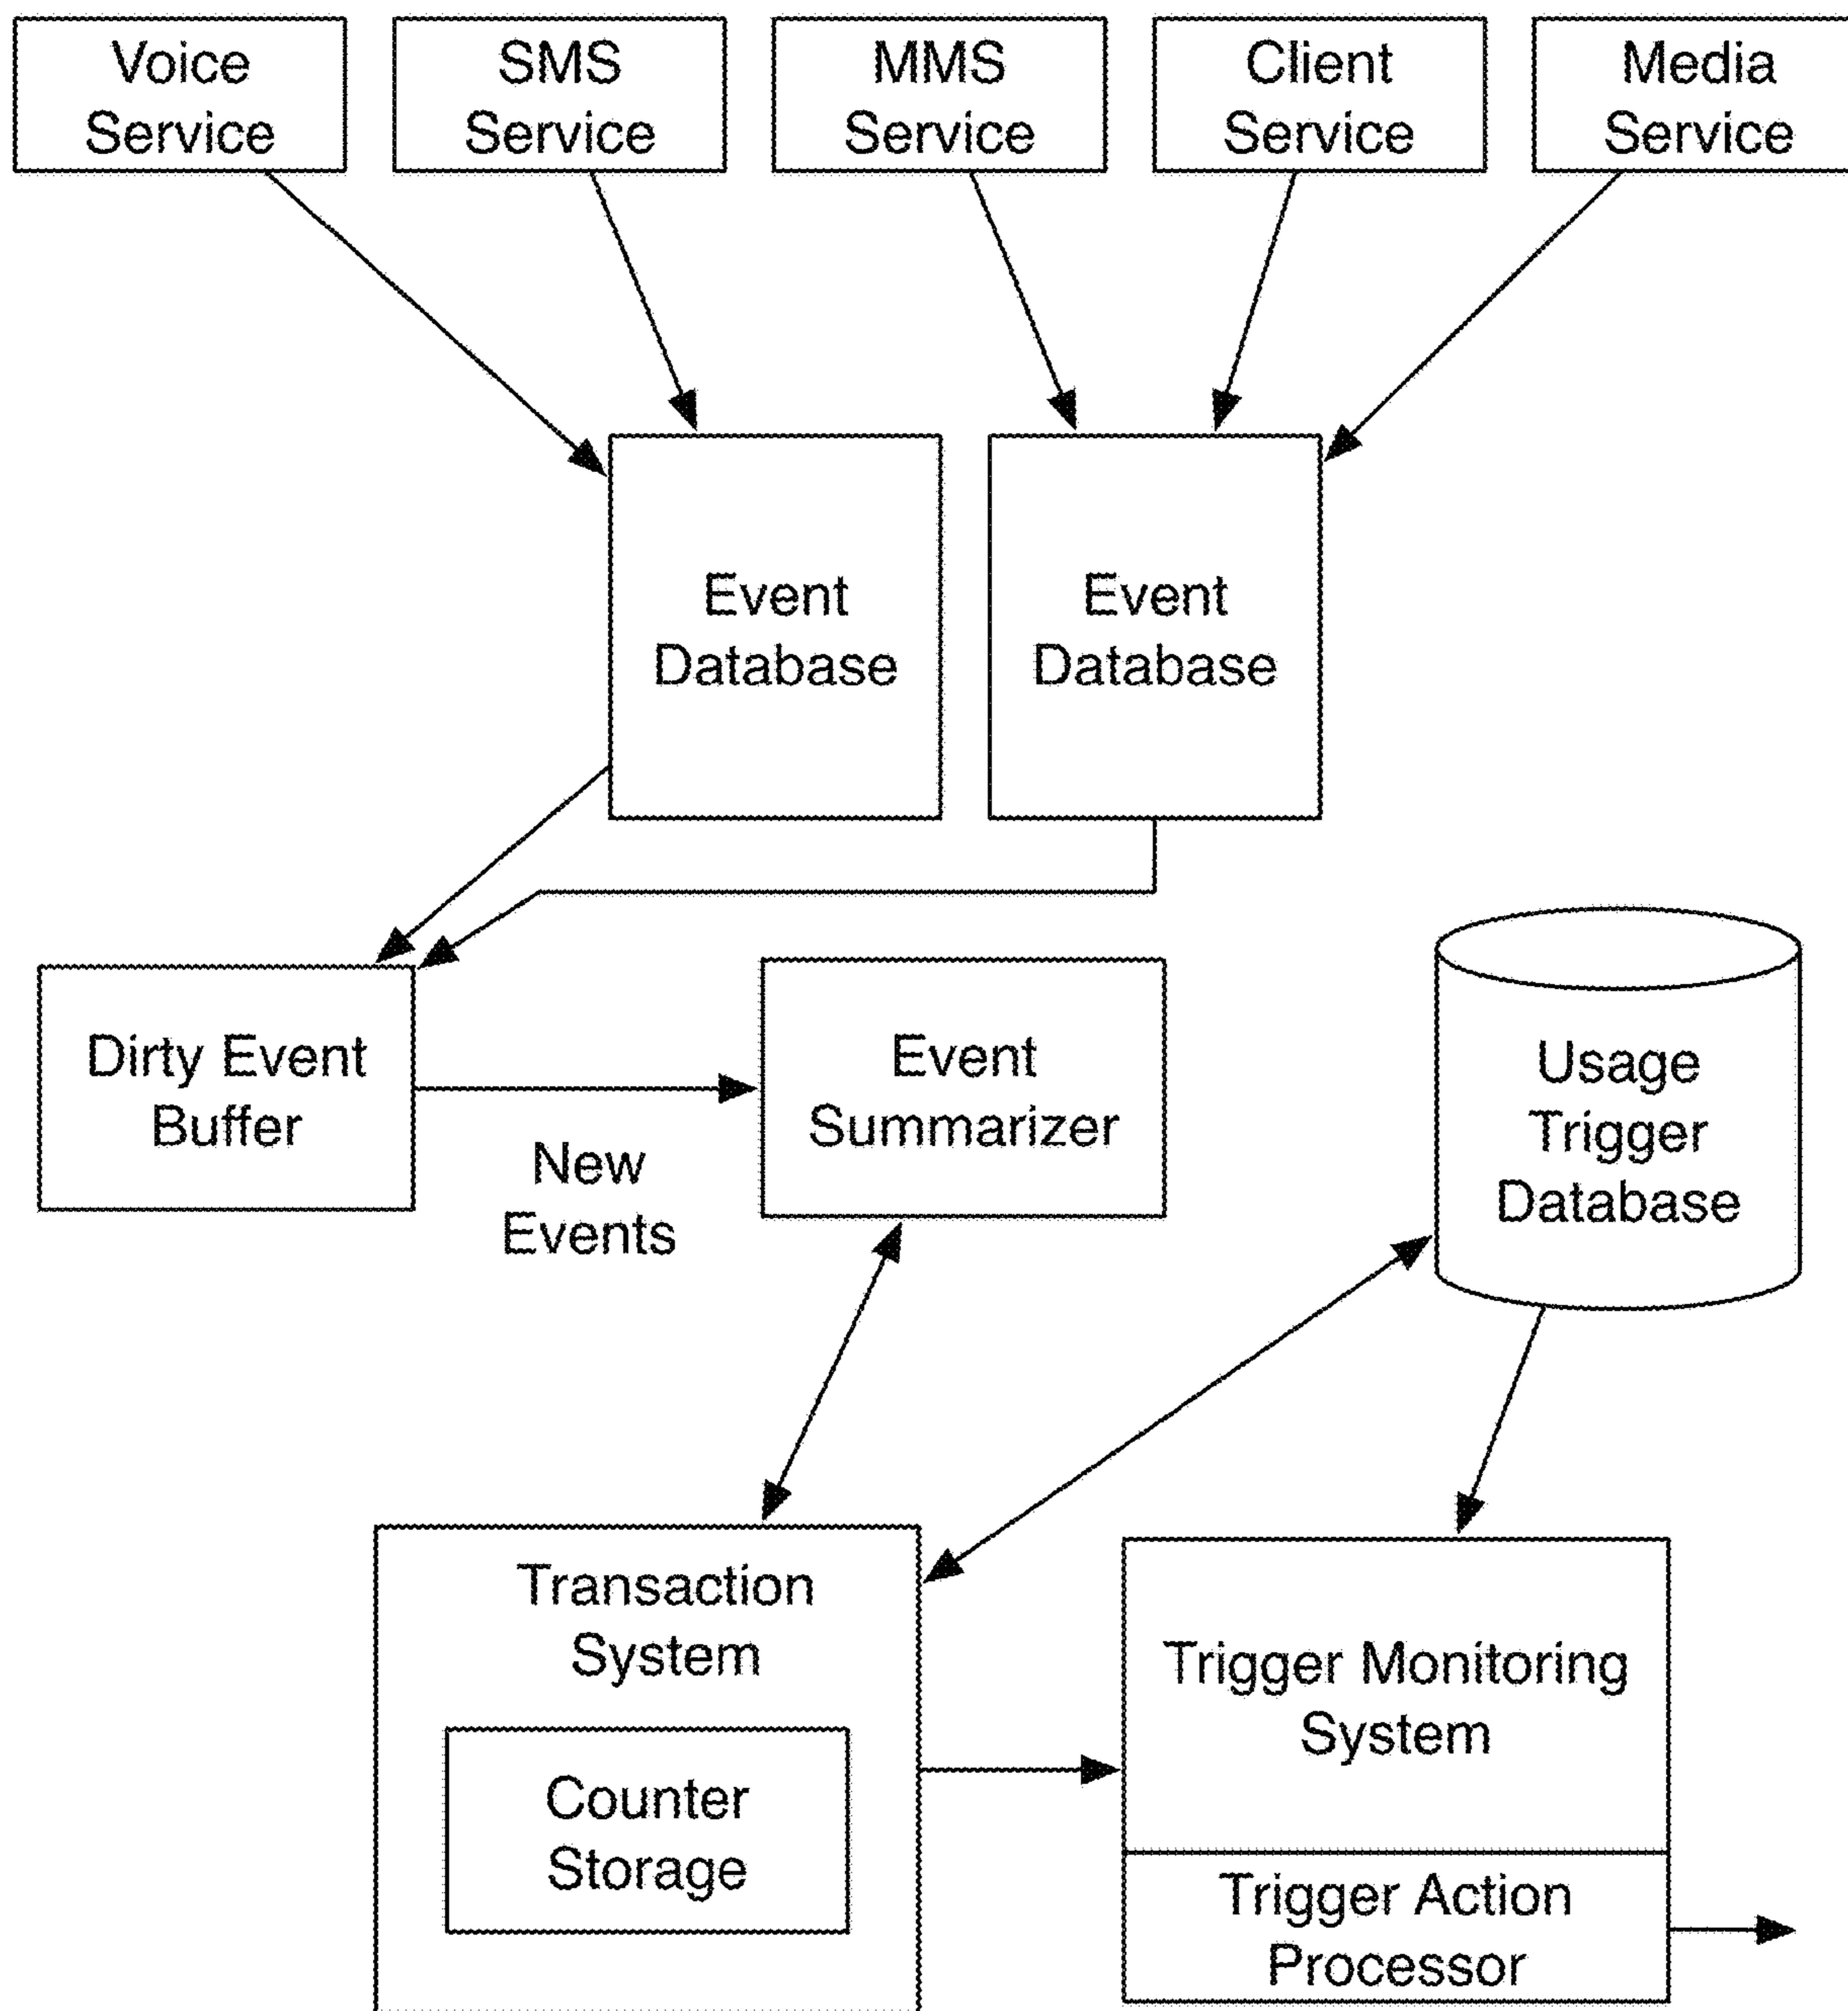 Voice
Service
SMS
Service
MMS
Service
Client
Service
Media
Service
Event
Database
Event
Database
Dirty Event
Buffer
New
Events
Event
Summarizer
Usage
Trigger
Database
Transaction
System
Counter
Storage
Trigger Monitoring
System
Trigger Action
Processor